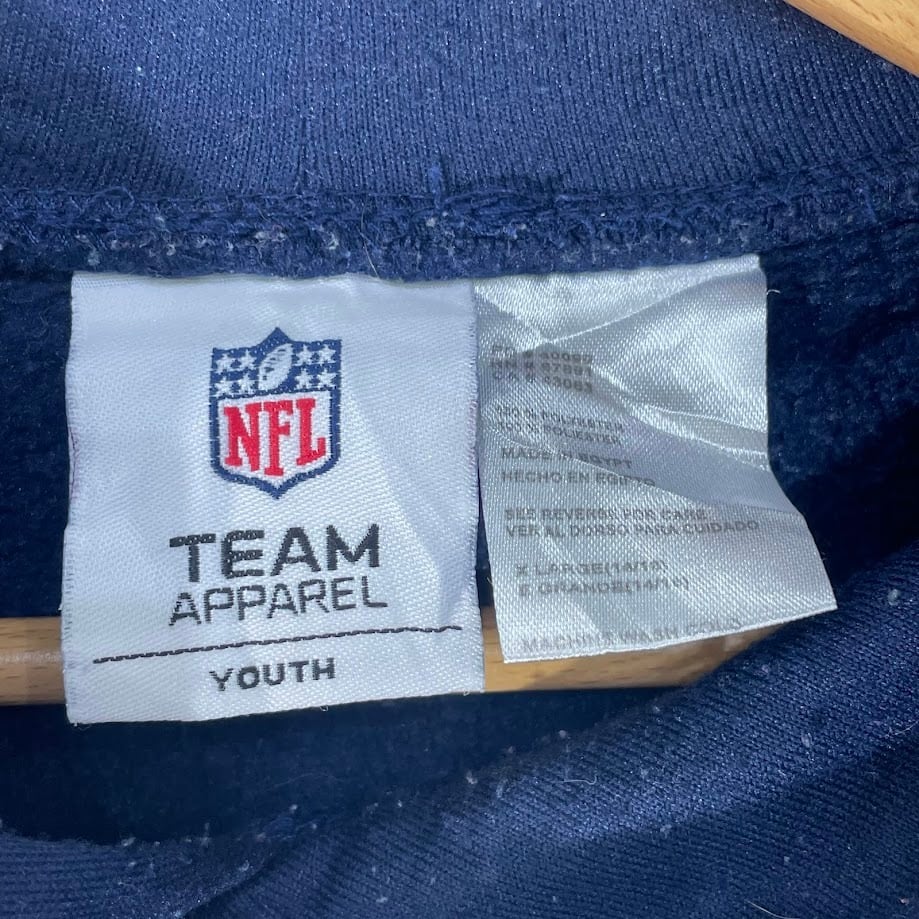 NFL
TEAM
APPAREL
YOUTH
100% POLYESTER
100% POLIESTER
MADE IN EGYPT
HECHO EN EGIPTO
SEE REVERSE FOR CARE
VER AL DORSO PARA CUIDADO
X LARGE(14/16)
E GRANDE(14/16)
MACHINE WASH COLD